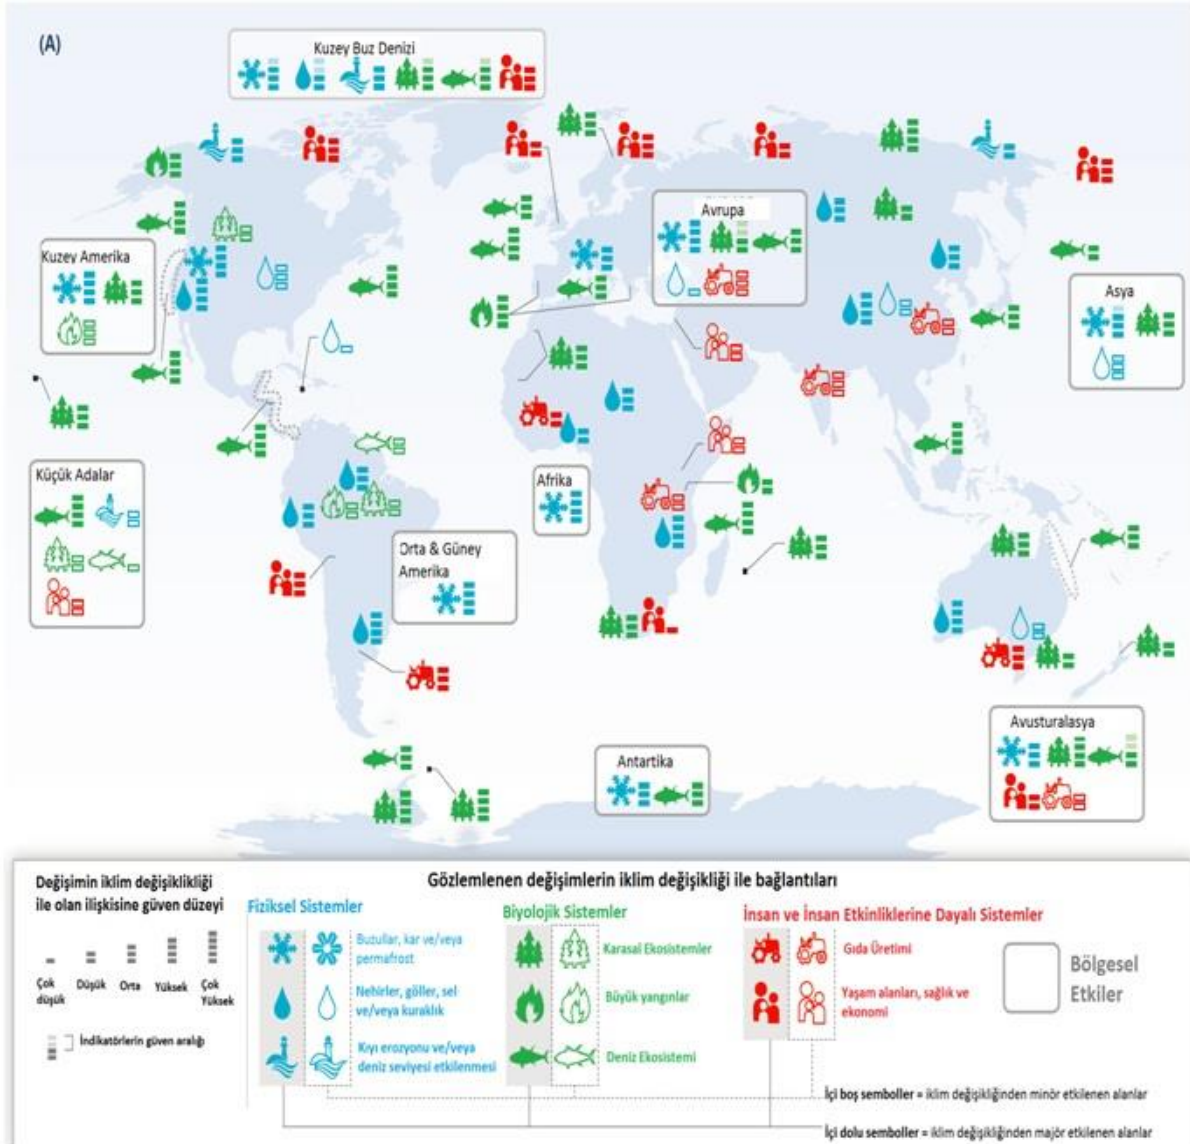 (A)
Kuzey Buz Denizi
Avrupa
Kuzey Amerika
Asya
Küçük Adalar
Afrika
Orta & Güney
Amerika
Avusturalasya
Antartika
Değişimin iklim değişiklikliği
ile olan ilişkisine güven düzeyi
Çok
düşük
Düşük
Orta
Yüksek
Çok
Yüksek
İndikatörlerin güven aralığı
Gözlemlenen değişimlerin iklim değişikliği ile bağlantıları
Fiziksel Sistemler
Buzullar, kar ve/veya
permafrost
Nehirler, göller, sel
ve/veya kuraklık
Kıyı erozyonu ve/veya
deniz seviyesi etkilenmesi
Biyolojik Sistemler
Karasal Ekosistemler
Büyük yangınlar
Deniz Ekosistemi
İnsan ve İnsan Etkinliklerine Dayalı Sistemler
Gıda Üretimi
Yaşam alanları, sağlık ve
ekonomi
Bölgesel
Etkiler
İçi boş semboller = iklim değişikliğinden minör etkilenen alanlar
İçi dolu semboller = iklim değişikliğinden majör etkilenen alanlar